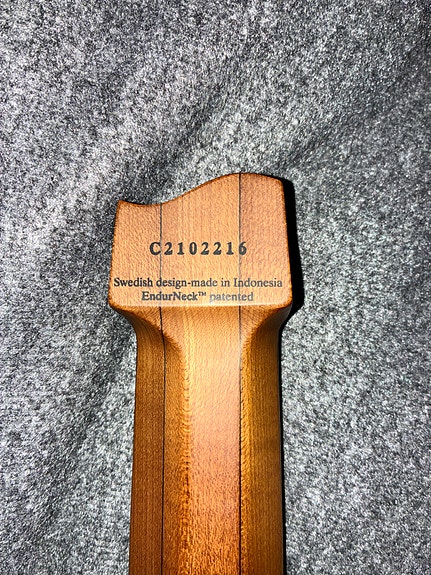 C2102216
Swedish design-made in Indonesia
EndurNeck™ patented